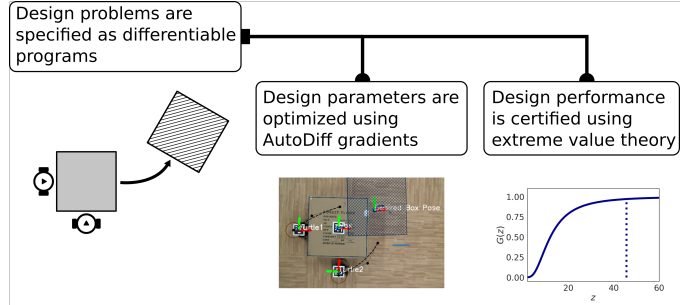 Design problems are
specified as differentiable
programs
Design parameters are
optimized using
AutoDiff gradients
Design performance
is certified using
extreme value theory
Desired Box Pose
Turtle1
Box
Turtle2
1.00
0.75
0.50
0.25
0.00
G(z)
20
40
60
z